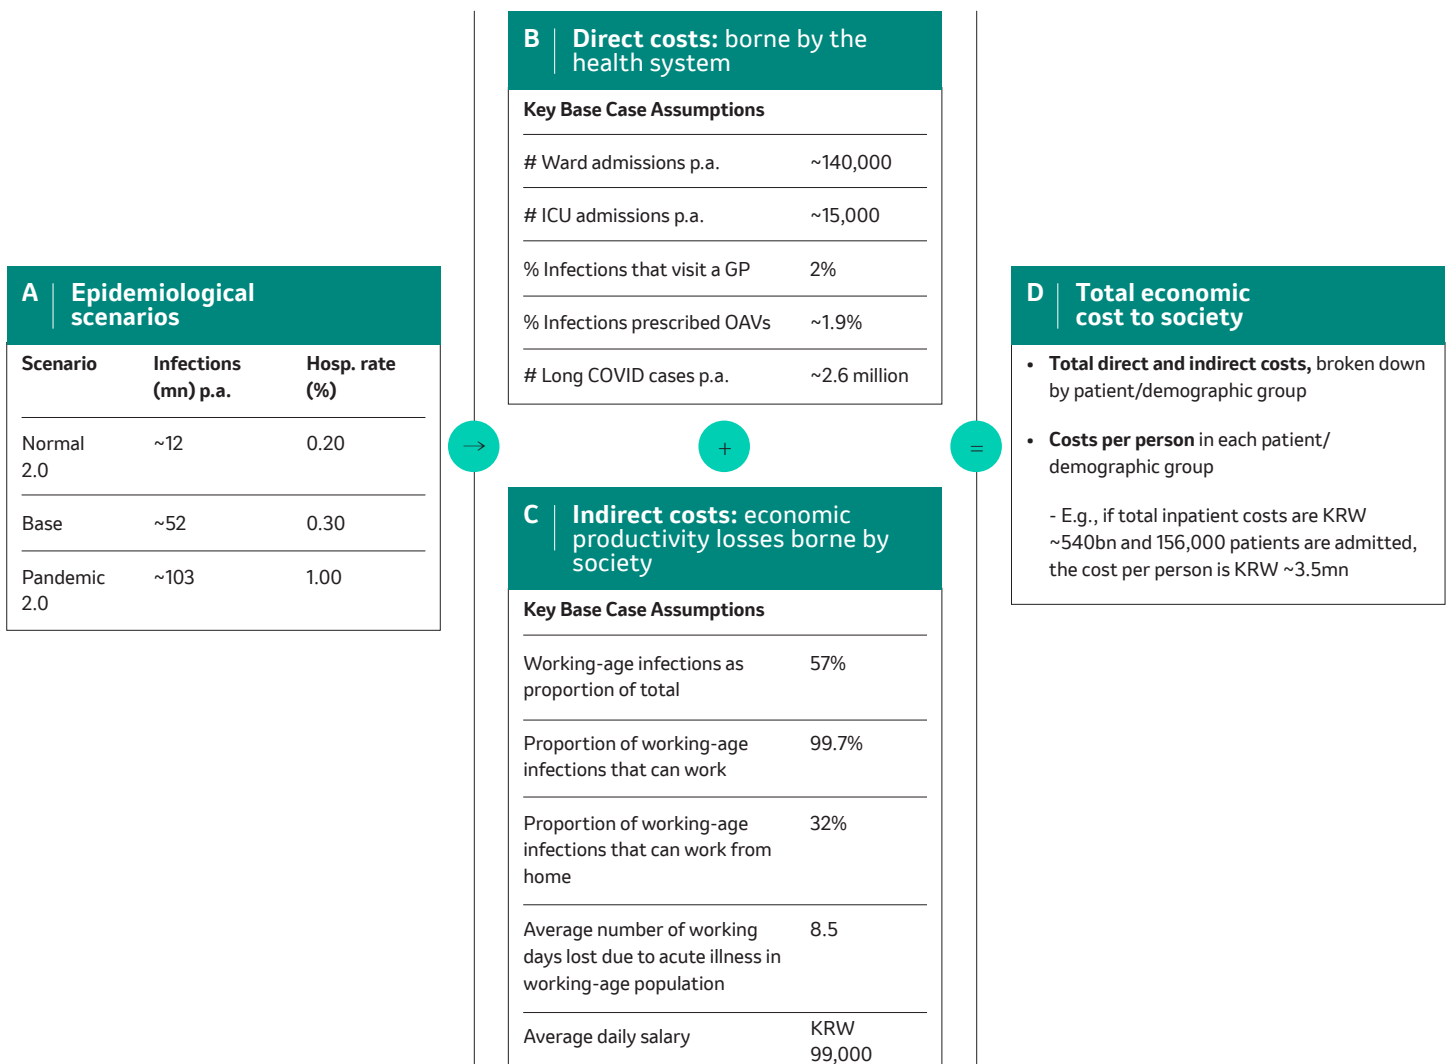 A
Epidemiological
scenarios
Scenario Infections Hosp. rate
(mn) p.a. (%)
Normal ~12 0.20
2.0
Base ~52 0.30
Pandemic ~103 1.00
2.0
→
B
Direct costs: borne by the
health system
Key Base Case Assumptions
# Ward admissions p.a. ~140,000
# ICU admissions p.a. ~15,000
% Infections that visit a GP 2%
% Infections prescribed OAVs ~1.9%
# Long COVID cases p.a. ~2.6 million
+
C
Indirect costs: economic
productivity losses borne by
society
Key Base Case Assumptions
Working-age infections as 57%
proportion of total
Proportion of working-age 99.7%
infections that can work
Proportion of working-age 32%
infections that can work from
home
Average number of working 8.5
days lost due to acute illness in
working-age population
Average daily salary KRW
99,000
=
D
Total economic
cost to society
• Total direct and indirect costs, broken down
by patient/demographic group
• Costs per person in each patient/
demographic group
- E.g., if total inpatient costs are KRW
~540bn and 156,000 patients are admitted,
the cost per person is KRW ~3.5mn